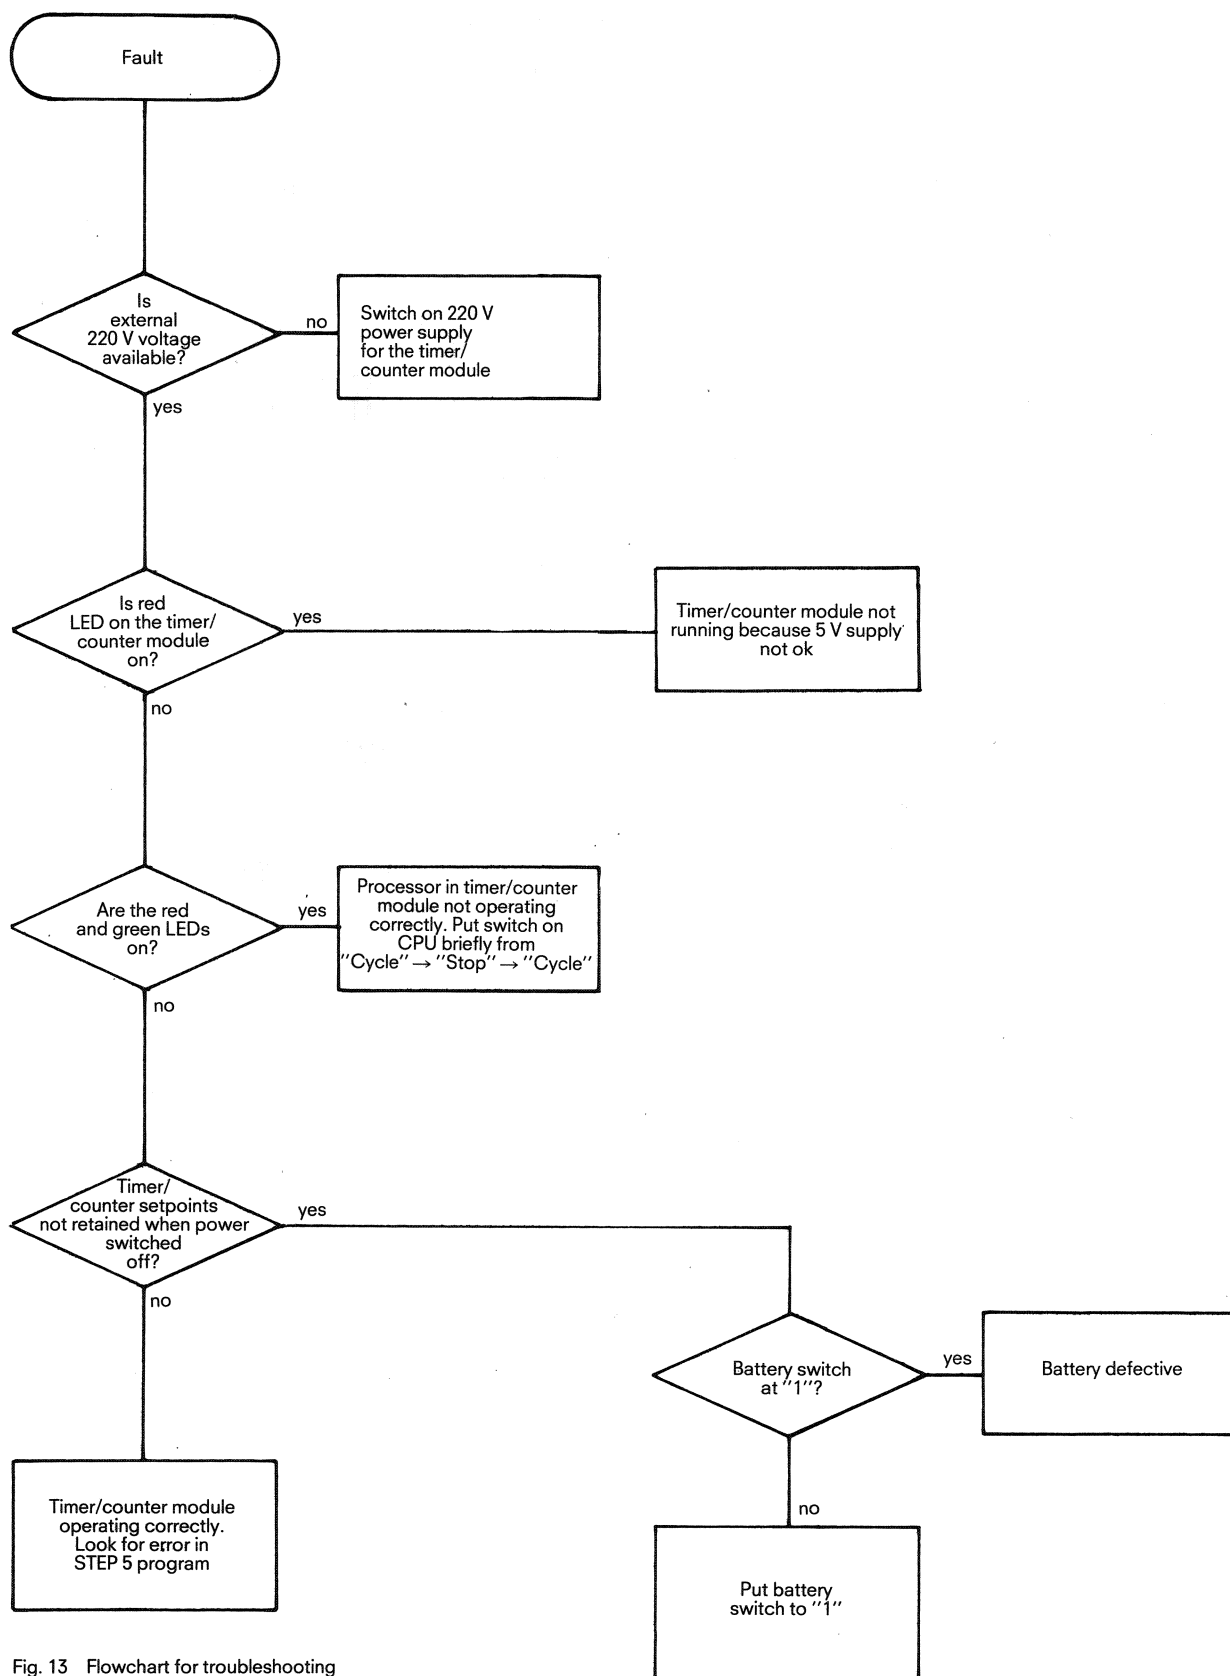 Fault
Is
external
220 V voltage
available?
no
Switch on 220 V
power supply
for the timer/
counter module
yes
Is red
LED on the timer/
counter module
on?
yes
Timer/counter module not
running because 5 V supply
not ok
no
Are the red
and green LEDs
on?
yes
Processor in timer/counter
module not operating
correctly. Put switch on
CPU briefly from
"Cycle" → "Stop" → "Cycle"
no
Timer/
counter setpoints
not retained when power
switched
off?
yes
no
Battery switch
at "1"?
yes
Battery defective
Timer/counter module
operating correctly.
Look for error in
STEP 5 program
no
Put battery
switch to "1"
Fig. 13 Flowchart for troubleshooting